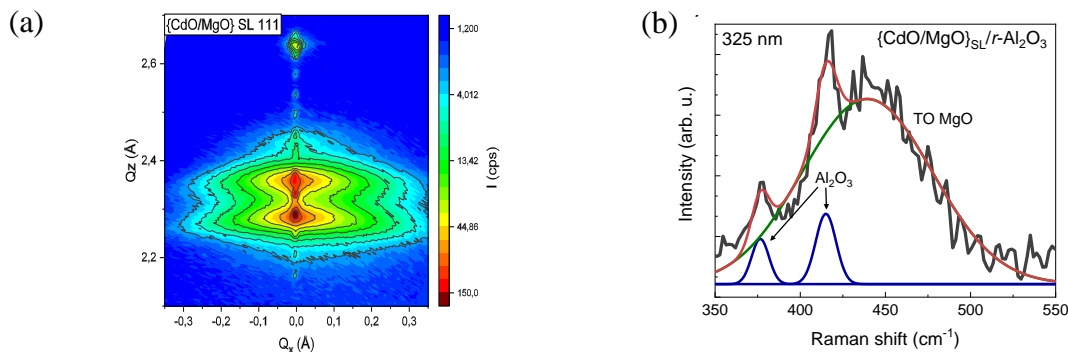 (a)
{CdO/MgO} SL 111
Qz (Å)
2,6
2,4
2,2
-0,3
-0,2
-0,1
0,0
0,1
0,2
0,3
Qx (Å)
1,200
4,012
13,42
44,86
150,0
I (cps)
(b)
325 nm
{CdO/MgO}SL/r-Al2O3
TO MgO
Al2O3
Intensity (arb. u.)
350
400
450
500
550
Raman shift (cm-1)